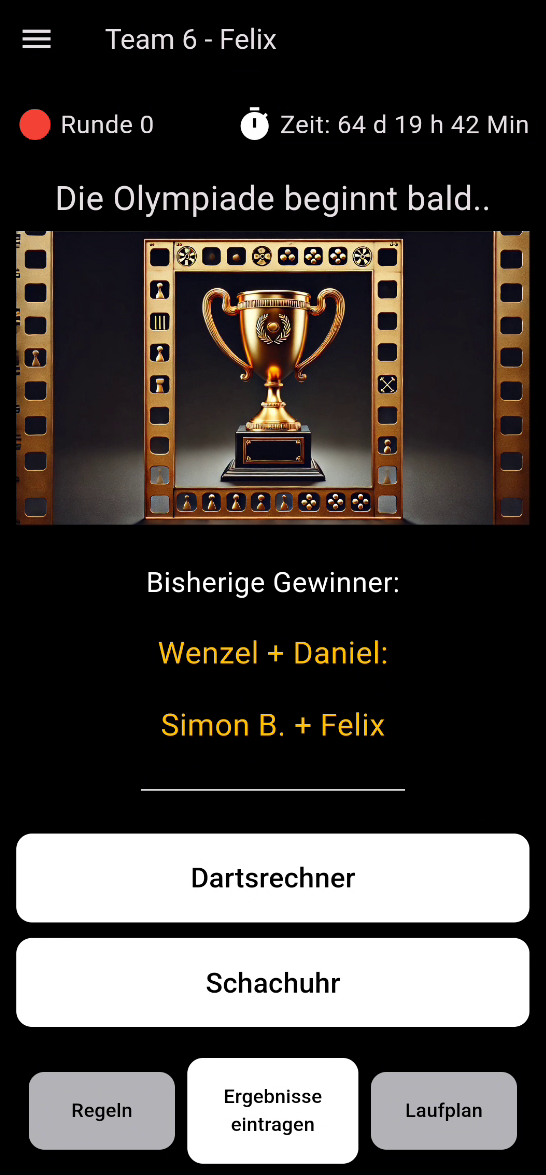 Team 6 - Felix
Runde 0
Zeit: 64 d 19 h 42 Min
Die Olympiade beginnt bald..
Bisherige Gewinner:
Wenzel + Daniel:
Simon B. + Felix
Dartsrechner
Schachuhr
Regeln
Ergebnisse
eintragen
Laufplan